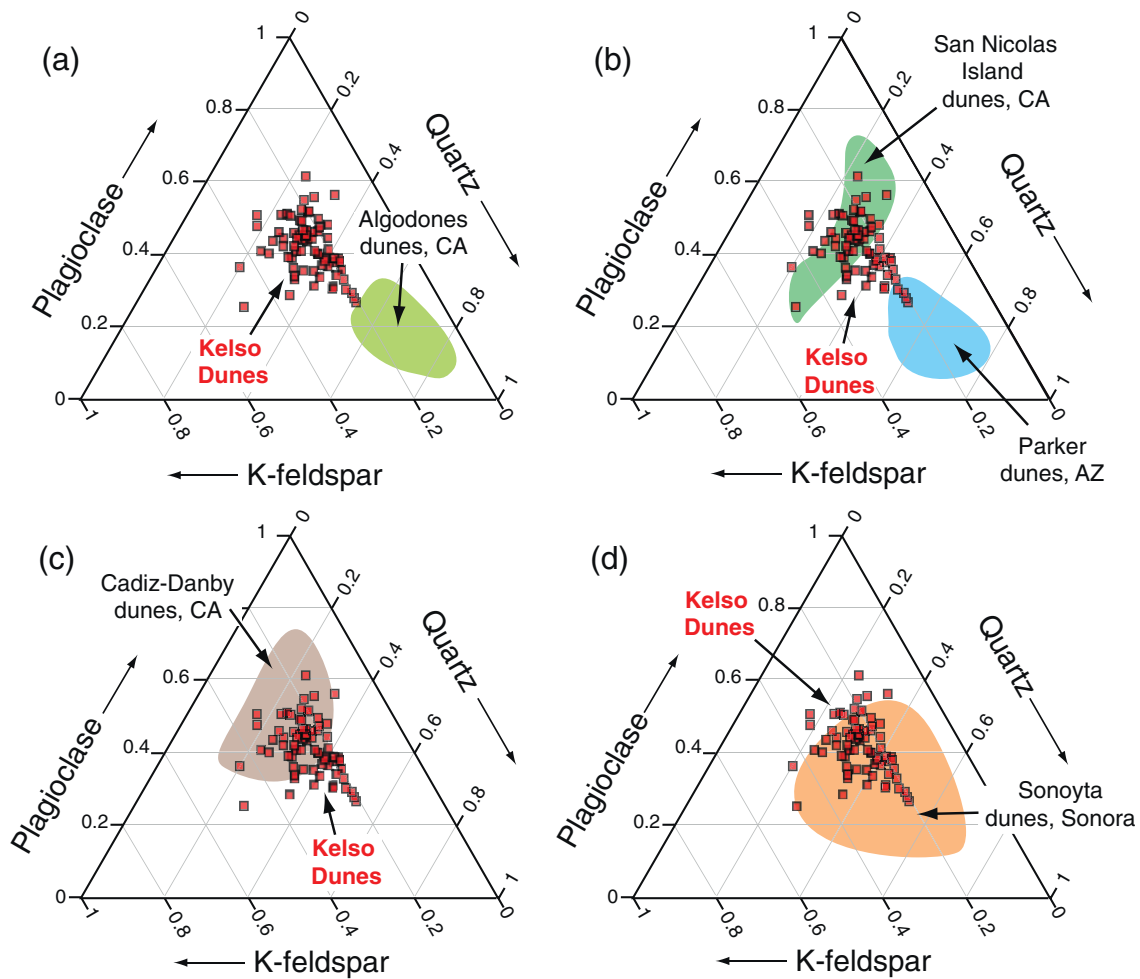 (a)
1
0
0.8
0.2
0.6
0.4
0.4
0.6
0.2
0.8
0
1
1
0.8
0.6
0.4
0.2
0
Plagioclase
Quartz
K-feldspar
Algodones
dunes, CA
Kelso
Dunes
(b)
San Nicolas
Island
dunes, CA
1
0
0.8
0.2
0.6
0.4
0.4
0.6
0.2
0.8
0
1
1
0.8
0.6
0.4
0.2
0
Plagioclase
Quartz
K-feldspar
Kelso
Dunes
Parker
dunes, AZ
(c)
Cadiz-Danby
dunes, CA
1
0
0.8
0.2
0.6
0.4
0.4
0.6
0.2
0.8
0
1
1
0.8
0.6
0.4
0.2
0
Plagioclase
Quartz
K-feldspar
Kelso
Dunes
(d)
Kelso
Dunes
1
0
0.8
0.2
0.6
0.4
0.4
0.6
0.2
0.8
0
1
1
0.8
0.6
0.4
0.2
0
Plagioclase
Quartz
K-feldspar
Sonoyta
dunes, Sonora